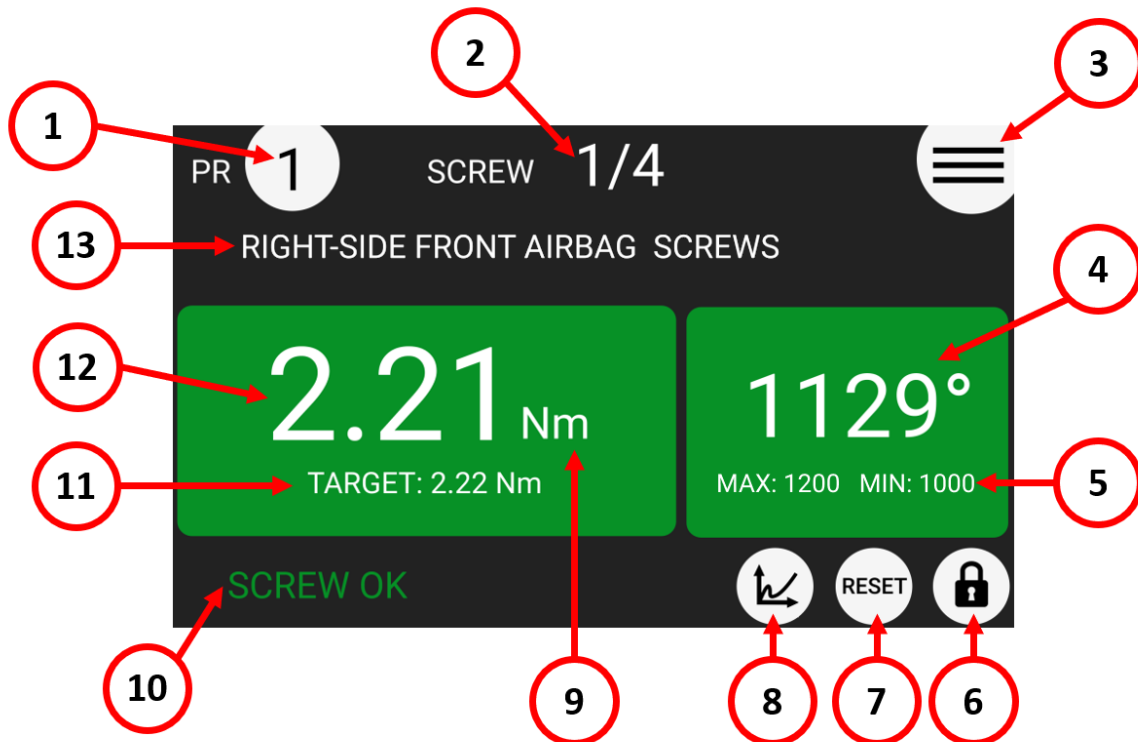 2
3
1
PR 1 SCREW 1/4
13
RIGHT-SIDE FRONT AIRBAG SCREWS
4
12
2.21 Nm
1129°
11
TARGET: 2.22 Nm
MAX: 1200 MIN: 1000
5
SCREW OK
RESET
10
9
8
7
6